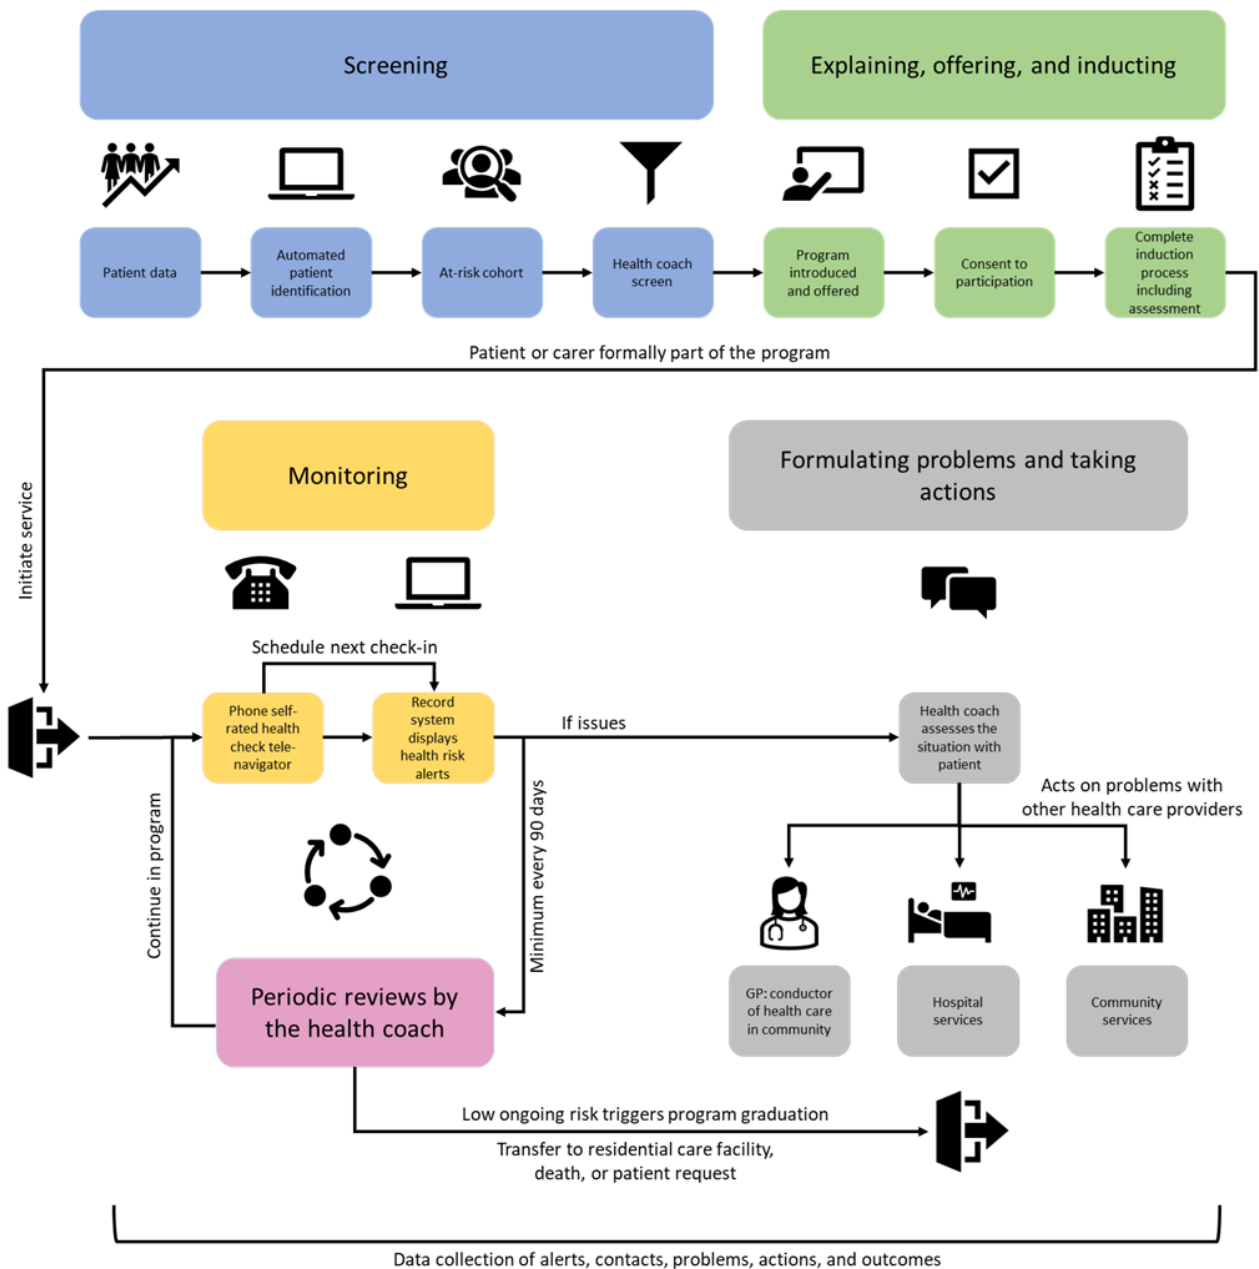 Screening
Explaining, offering, and inducting
Patient data
Automated
patient
identification
At-risk cohort
Health coach
screen
Program
introduced
and offered
Consent to
participation
Complete
induction
process
including
assessment
Patient or carer formally part of the program
Initiate service
Monitoring
Formulating problems and taking
actions
Schedule next check-in
Phone self-
rated health
check tele-
navigator
Record
system
displays
health risk
alerts
If issues
Health coach
assesses the
situation with
patient
Acts on problems with
other health care providers
Continue in program
Minimum every 90 days
Periodic reviews by
the health coach
GP: conductor
of health care
in community
Hospital
services
Community
services
Low ongoing risk triggers program graduation
Transfer to residential care facility,
death, or patient request
Data collection of alerts, contacts, problems, actions, and outcomes